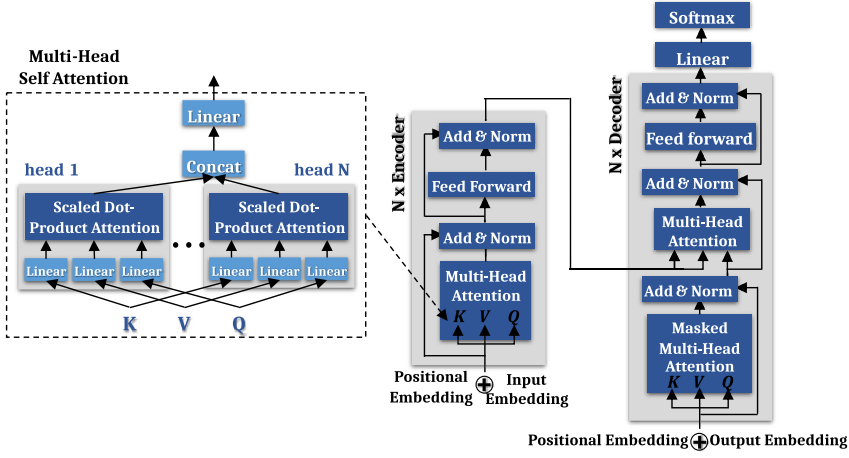 Multi-Head
Self Attention
Linear
Concat
head 1
head N
Scaled Dot-
Product Attention
Scaled Dot-
Product Attention
...
Linear
Linear
Linear
Linear
Linear
Linear
K
V
Q
N x Encoder
Add & Norm
Feed Forward
Add & Norm
Multi-Head
Attention
K
V
Q
Positional
Embedding
Input
Embedding
Softmax
Linear
N x Decoder
Add & Norm
Feed forward
Add & Norm
Multi-Head
Attention
Add & Norm
Masked
Multi-Head
Attention
K
V
Q
Positional Embedding
Output Embedding